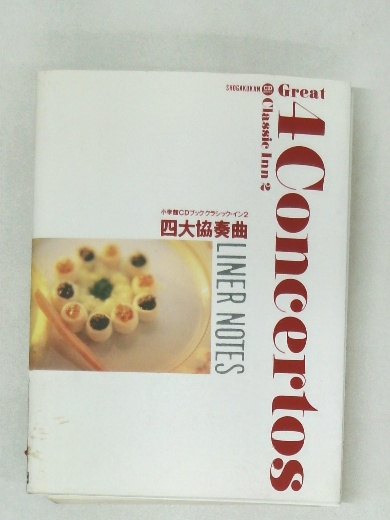 SHOGAKUKAN CD Classic Inn 2
Great
4 Concertos
小学館CDブッククラシック・イン2
四大協奏曲
LINER NOTES